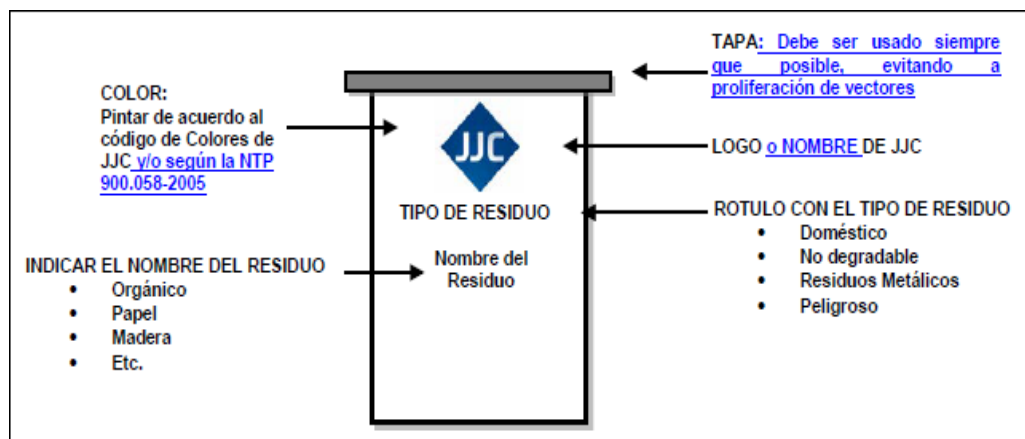 TAPA: Debe ser usado siempre
que posible, evitando a
proliferación de vectores
COLOR:
Pintar de acuerdo al
código de Colores de
JJC y/o según la NTP
900.058-2005
JJC
LOGO o NOMBRE DE JJC
TIPO DE RESIDUO
ROTULO CON EL TIPO DE RESIDUO
• Doméstico
• No degradable
• Residuos Metálicos
• Peligroso
INDICAR EL NOMBRE DEL RESIDUO
• Orgánico
• Papel
• Madera
• Etc.
Nombre del
Residuo